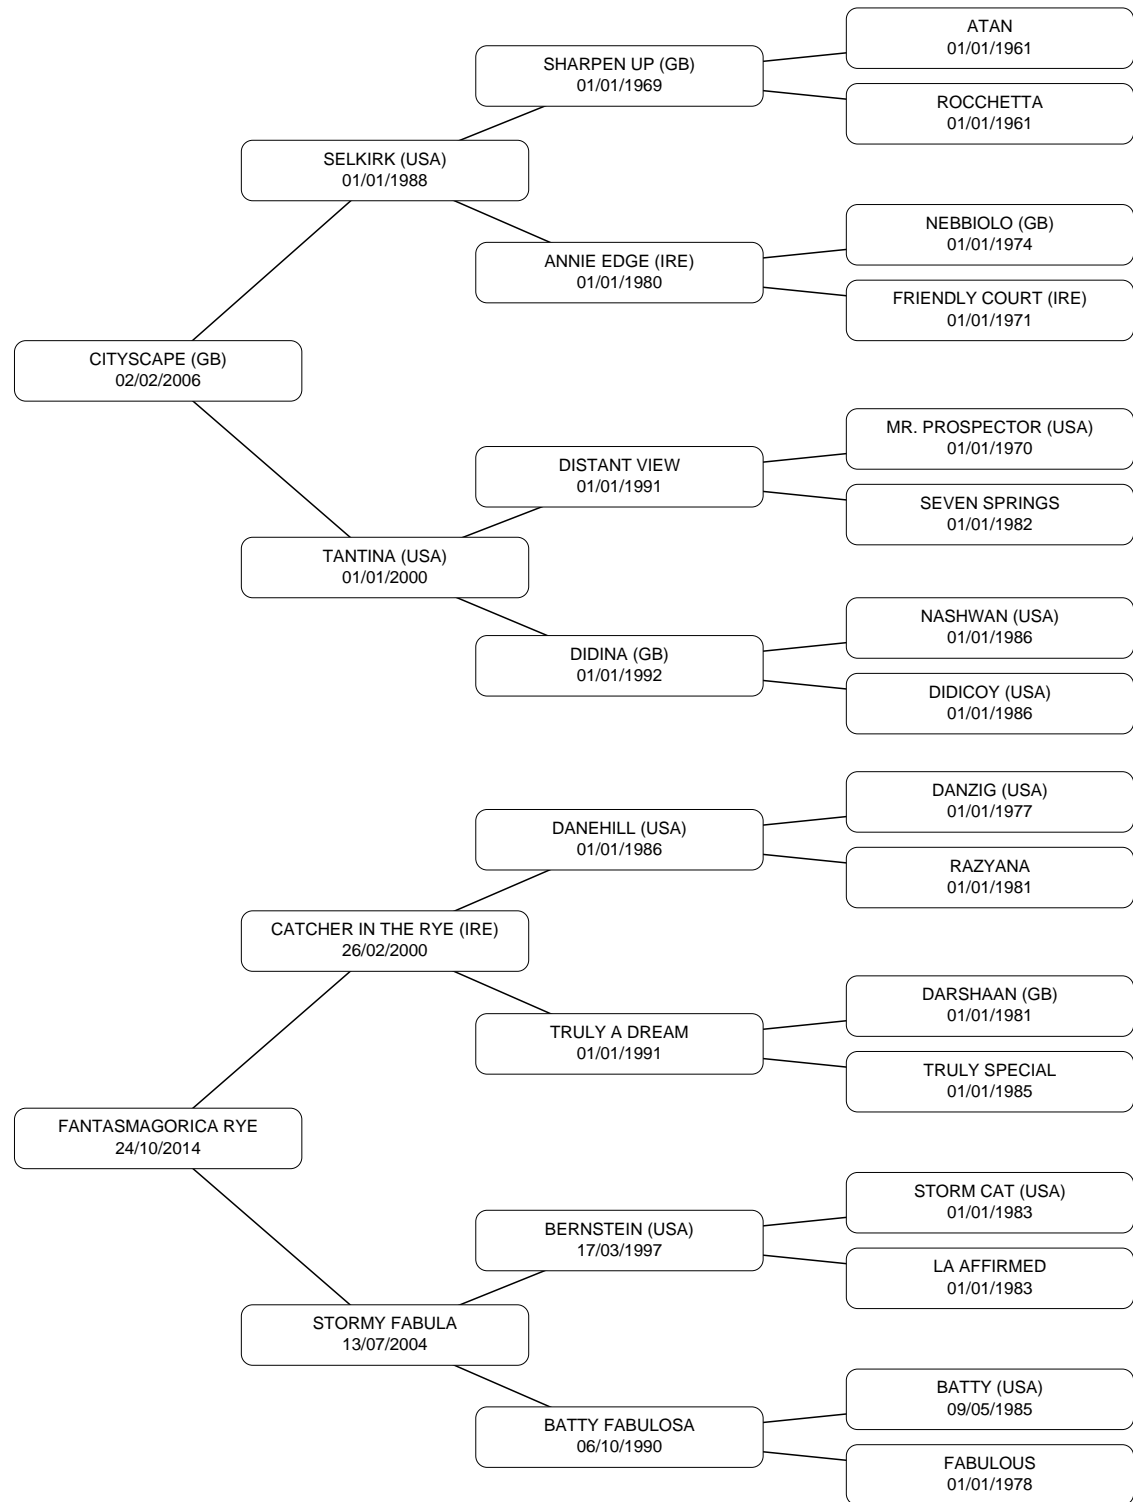 ATAN
01/01/1961
SHARPEN UP (GB)
01/01/1969
ROCCHETTA
01/01/1961
SELKIRK (USA)
01/01/1988
NEBBIOLO (GB)
01/01/1974
ANNIE EDGE (IRE)
01/01/1980
FRIENDLY COURT (IRE)
01/01/1971
CITYSCAPE (GB)
02/02/2006
MR. PROSPECTOR (USA)
01/01/1970
DISTANT VIEW
01/01/1991
SEVEN SPRINGS
01/01/1982
TANTINA (USA)
01/01/2000
NASHWAN (USA)
01/01/1986
DIDINA (GB)
01/01/1992
DIDICOY (USA)
01/01/1986
DANZIG (USA)
01/01/1977
DANEHILL (USA)
01/01/1986
RAZYANA
01/01/1981
CATCHER IN THE RYE (IRE)
26/02/2000
DARSHAAN (GB)
01/01/1981
TRULY A DREAM
01/01/1991
TRULY SPECIAL
01/01/1985
FANTASMAGORICA RYE
24/10/2014
STORM CAT (USA)
01/01/1983
BERNSTEIN (USA)
17/03/1997
LA AFFIRMED
01/01/1983
STORMY FABULA
13/07/2004
BATTY (USA)
09/05/1985
BATTY FABULOSA
06/10/1990
FABULOUS
01/01/1978